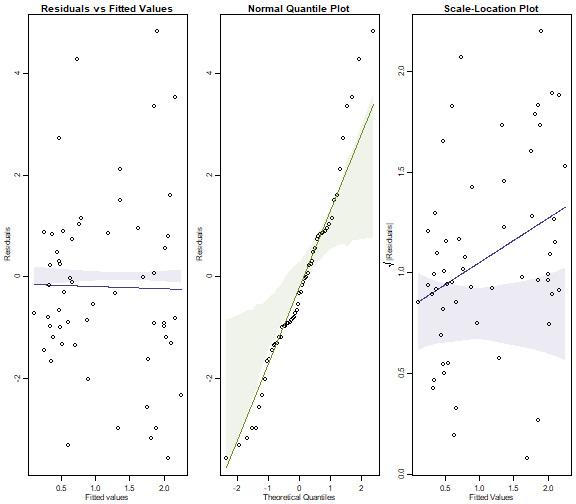 Residuals vs Fitted Values
Residuals
4
2
0
-2
0.5 1.0 1.5 2.0
Fitted values
Normal Quantile Plot
Residuals
4
2
0
-2
-2 -1 0 1 2
Theoretical Quantiles
Scale-Location Plot
√|Residuals|
2.0
1.5
1.0
0.5
0.0
0.5 1.0 1.5 2.0
Fitted Values